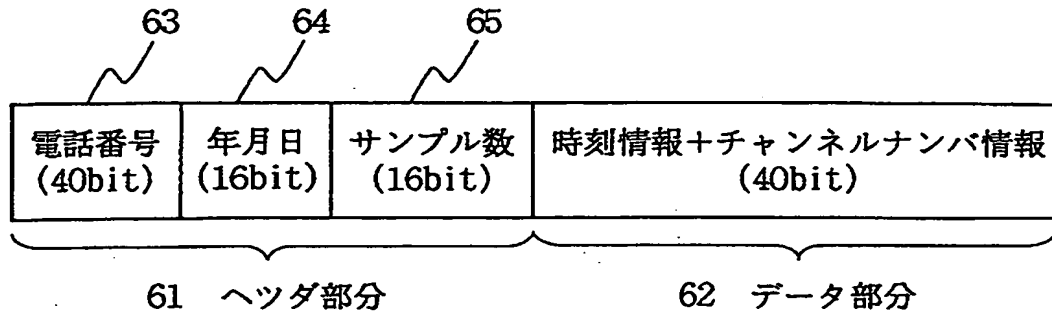 63 64 65
電話番号 年月日 サンプル数 時刻情報+チャンネルナンバ情報
(40bit) (16bit) (16bit) (40bit)
61 ヘツダ部分 62 データ部分